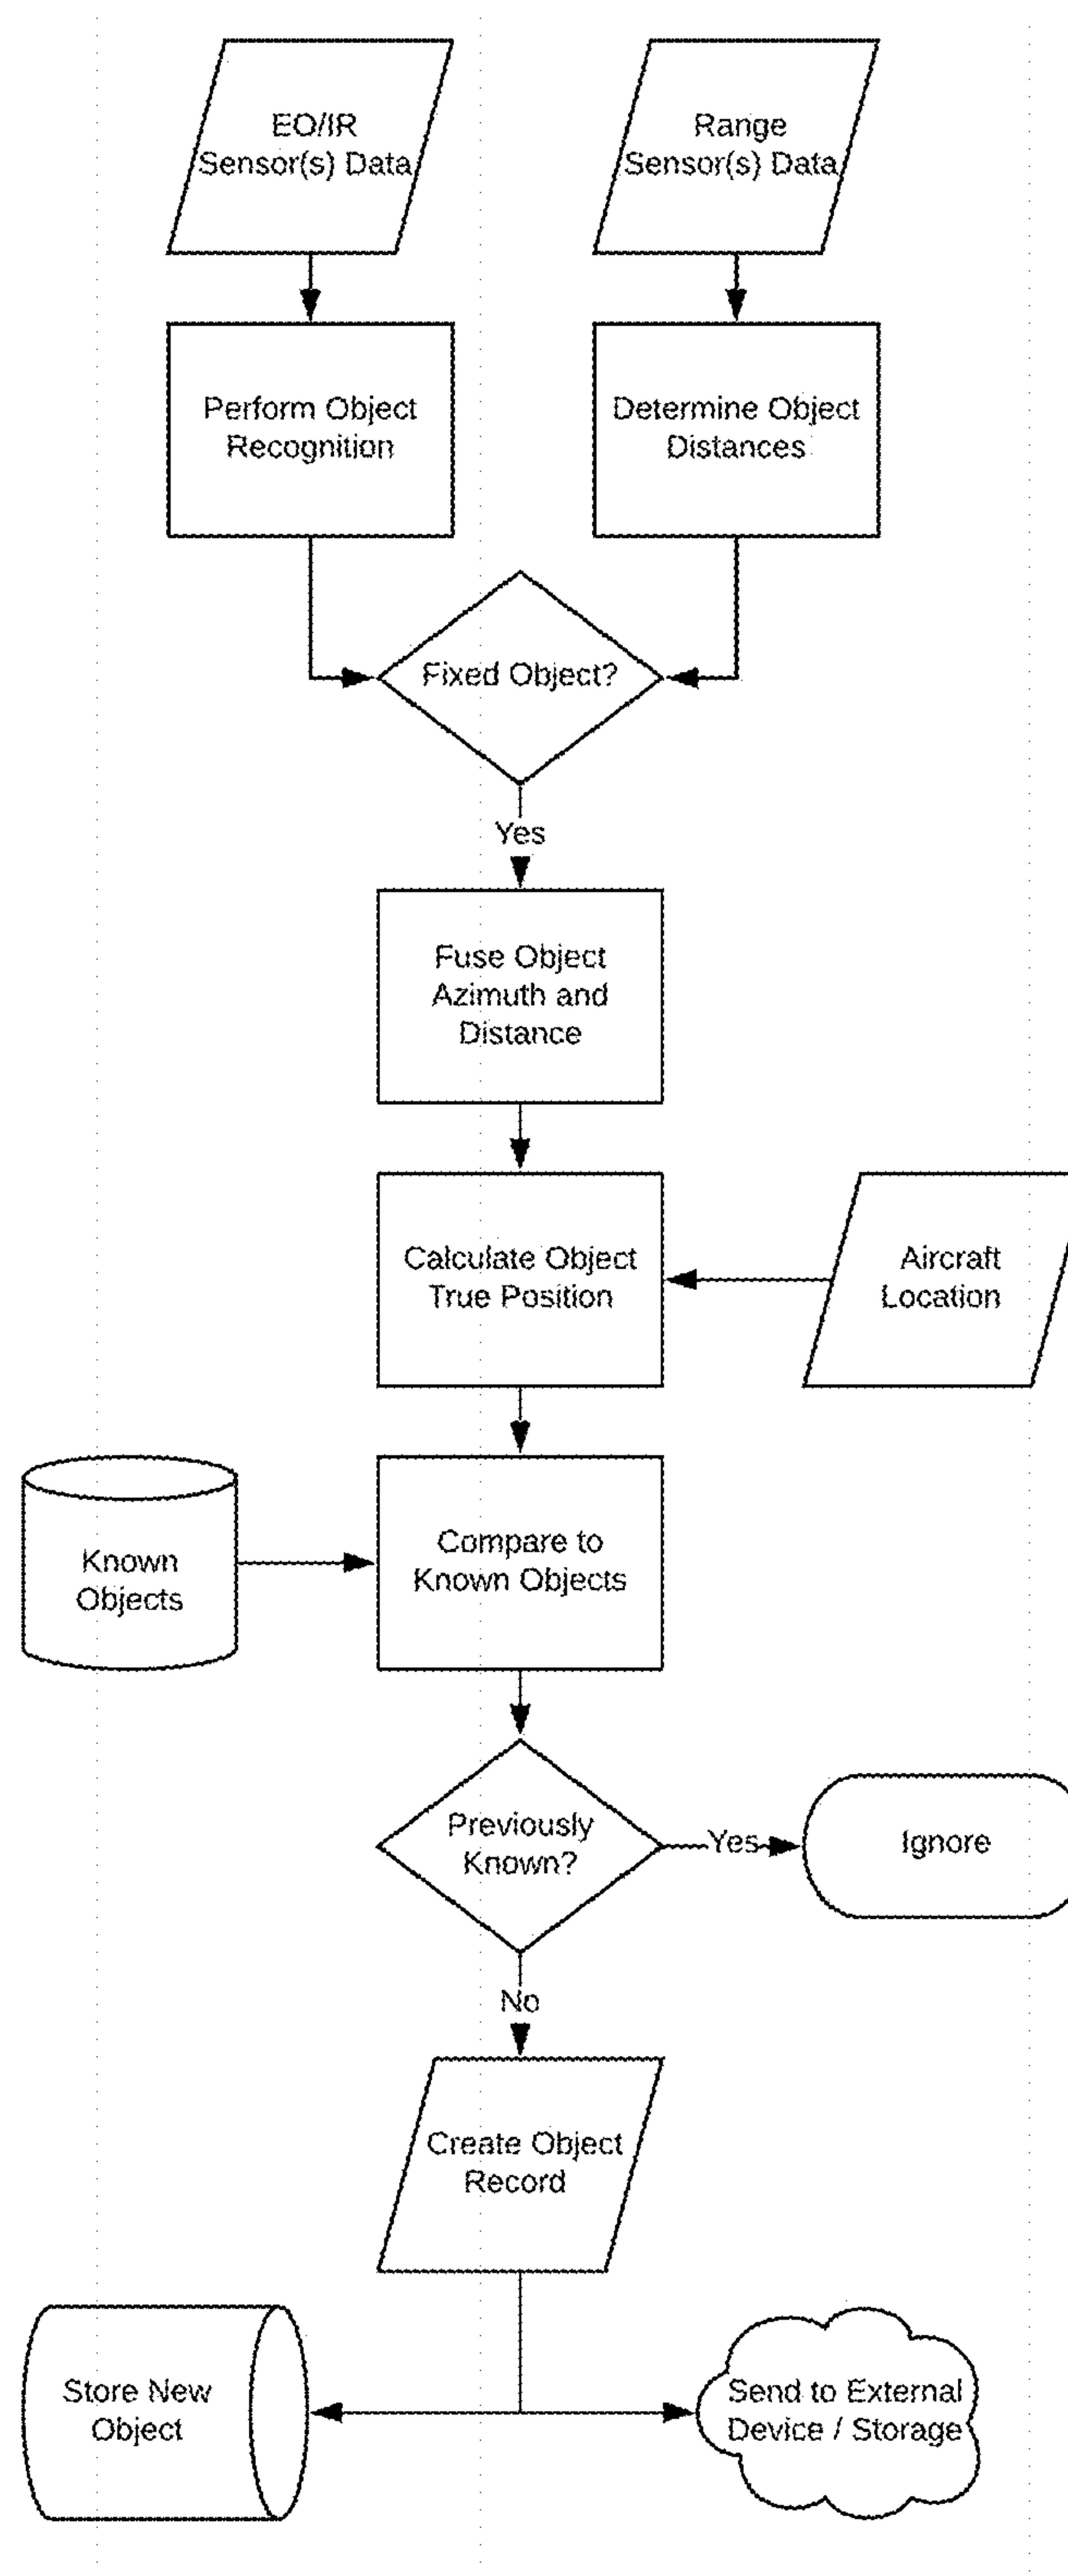 EO/IR
Sensor(s) Data
Range
Sensor(s) Data
Perform Object
Recognition
Determine Object
Distances
Fixed Object?
Yes
Fuse Object
Azimuth and
Distance
Calculate Object
True Position
Aircraft
Location
Known
Objects
Compare to
Known Objects
Previously
Known?
Yes
Ignore
No
Create Object
Record
Store New
Object
Send to External
Device / Storage